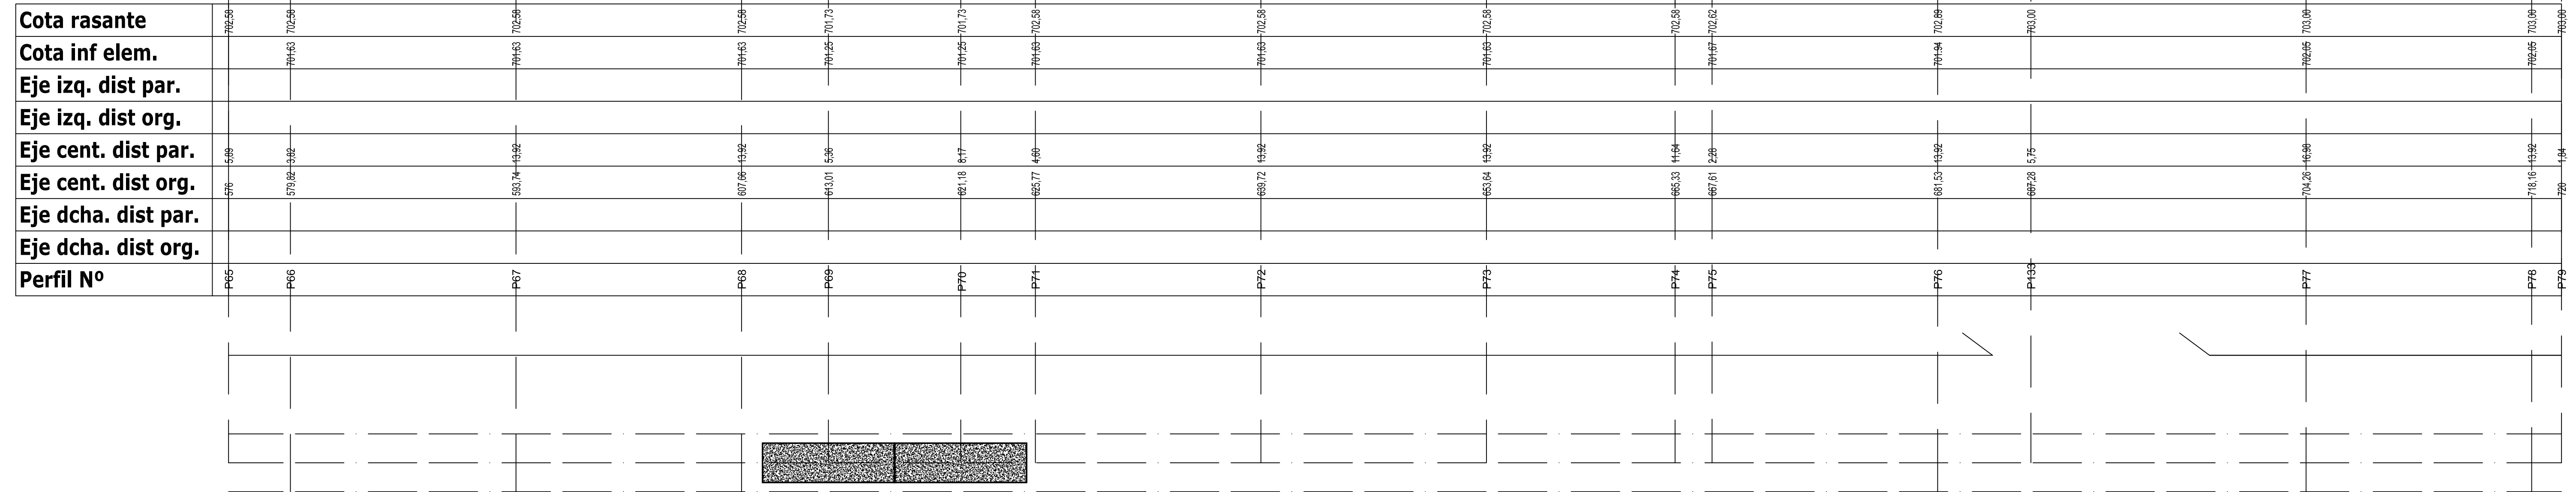 Cota rasante 702,58 702,58 702,58 702,58 701,73 701,73 702,58 702,58 702,58 702,58 702,62 702,89 703,00 703,00 703,00 703,00
Cota inf elem. 701,63 701,63 701,63 701,25 701,25 701,63 701,63 701,63 701,67 701,94 702,05 702,05
Eje izq. dist par.
Eje izq. dist org.
Eje cent. dist par. 5,89 3,82 13,92 13,92 5,36 8,17 4,60 13,92 13,92 11,64 2,28 13,92 5,75 16,98 13,92 1,84
Eje cent. dist org. 576 579,82 593,74 607,66 613,01 621,18 625,77 639,72 653,64 665,33 667,61 681,53 687,28 704,26 718,16 720
Eje dcha. dist par.
Eje dcha. dist org.
Perfil Nº P65 P66 P67 P68 P69 P70 P71 P72 P73 P74 P75 P76 P133 P77 P78 P79